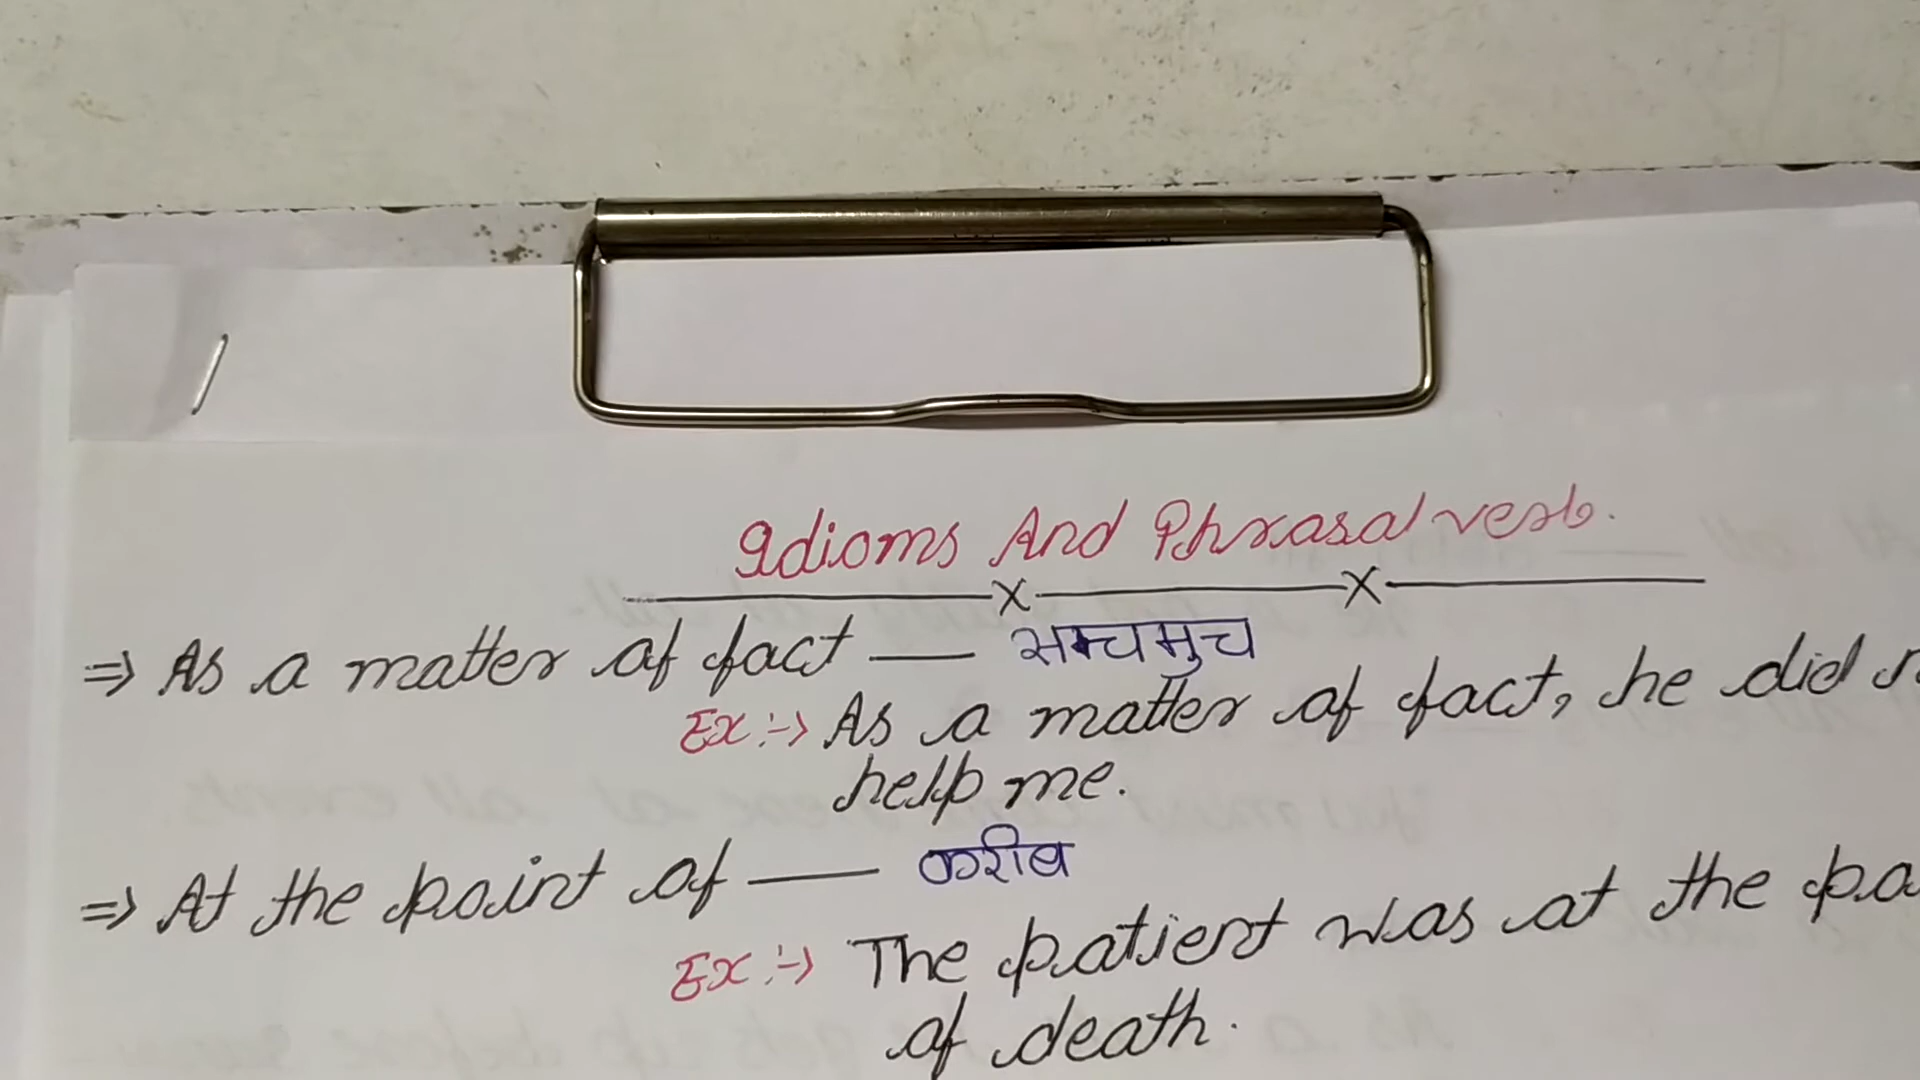 Idioms And Phrasal verb.
⇒ As a matter of fact — सचमुच
Ex :→ As a matter of fact, he did
help me.
⇒ At the point of — करीब
Ex :→ The patient was at the
of death.